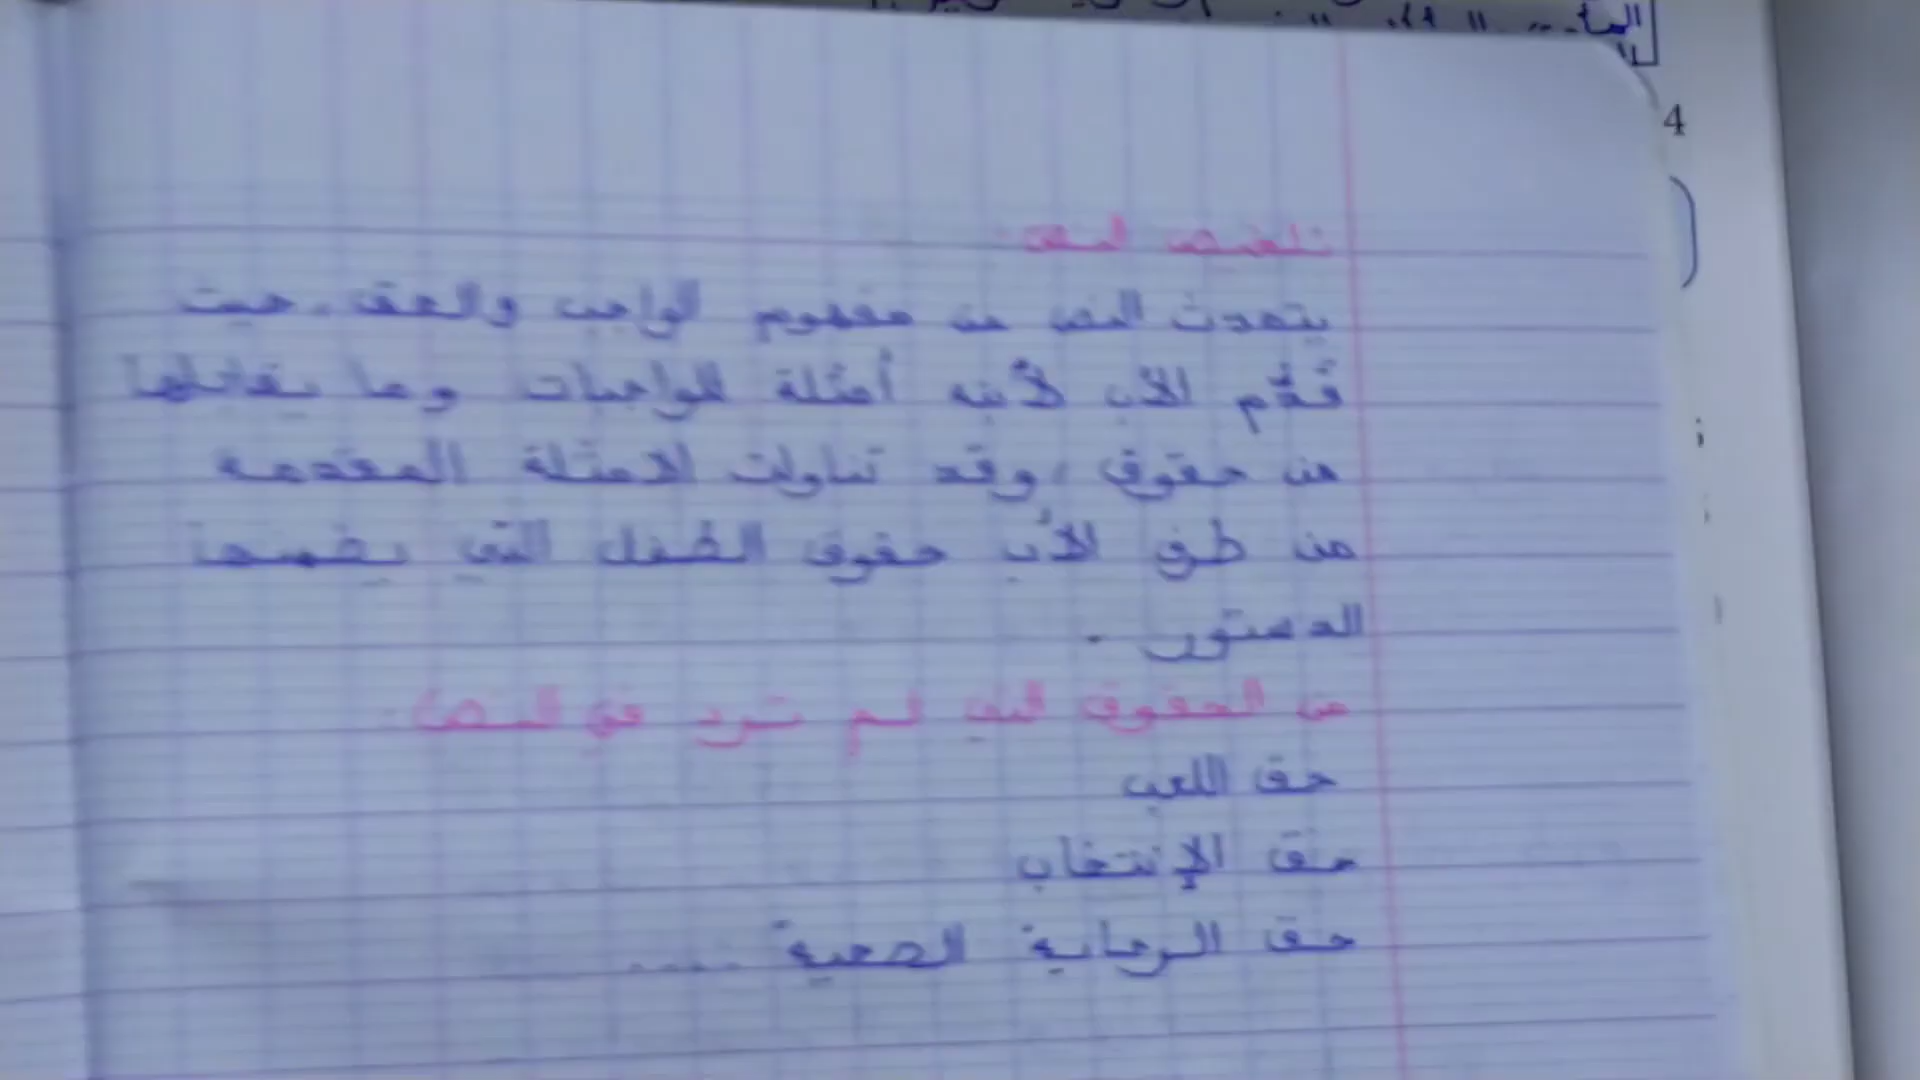 تلخيص النص:
يتحدث النص عن مفهوم الواجب والحق، حيث
قدّم الأب لأبنه أمثلة للواجبات وما يقابلها
من حقوق، وقد تناولت الامثلة المقدمة
من طرف الأب حقوق الطفل التي يضمنها
الدستور.
من الحقوق التي لم ترد في النص:
حق اللعب
حق الإنتخاب
حق الرعاية الصحية ....
4